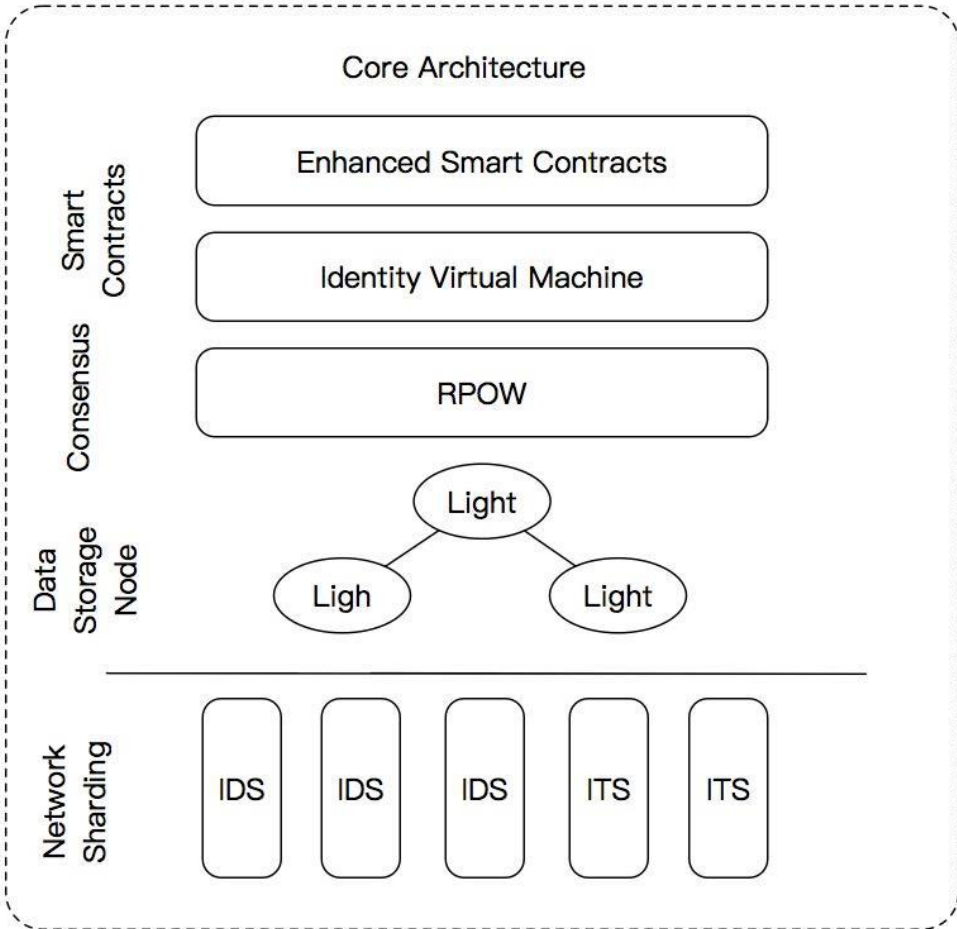 Core Architecture
Smart
Contracts
Enhanced Smart Contracts
Identity Virtual Machine
Consensus
RPOW
Data
Storage
Node
Light
Ligh
Light
Network
Sharding
IDS
IDS
IDS
ITS
ITS